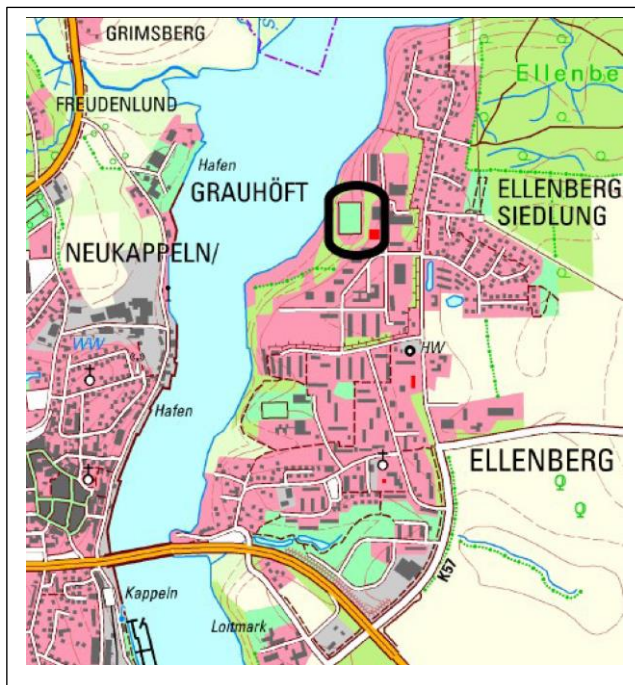 GRIMSBERG
FREUDENLUND
Ellenbe
Hafen
GRAUHÖFT
ELLENBERG
SIEDLUNG
NEUKAPPELN/
WW
HW
Hafen
ELLENBERG
K57
Kappeln
Loitmark